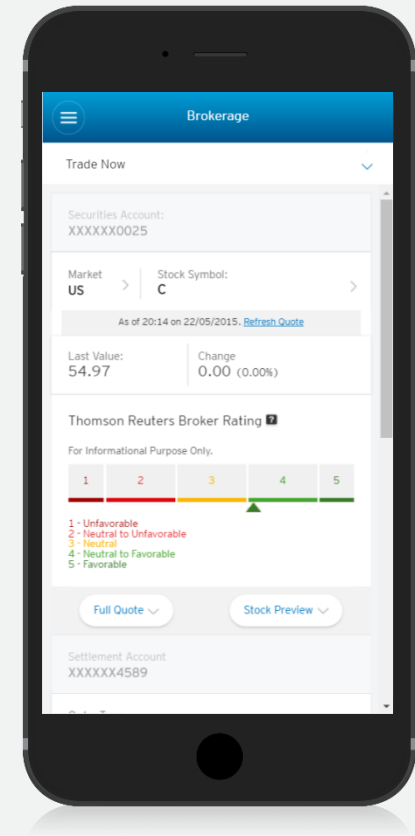 Brokerage
Trade Now
Securities Account:
XXXXXX0025
Market
US
Stock Symbol:
C
As of 20:14 on 22/05/2015. Refresh Quote
Last Value:
54.97
Change
0.00 (0.00%)
Thomson Reuters Broker Rating ?
For Informational Purpose Only.
1 2 3 4 5
1 - Unfavorable
2 - Neutral to Unfavorable
3 - Neutral
4 - Neutral to Favorable
5 - Favorable
Full Quote
Stock Preview
Settlement Account
XXXXXX4589